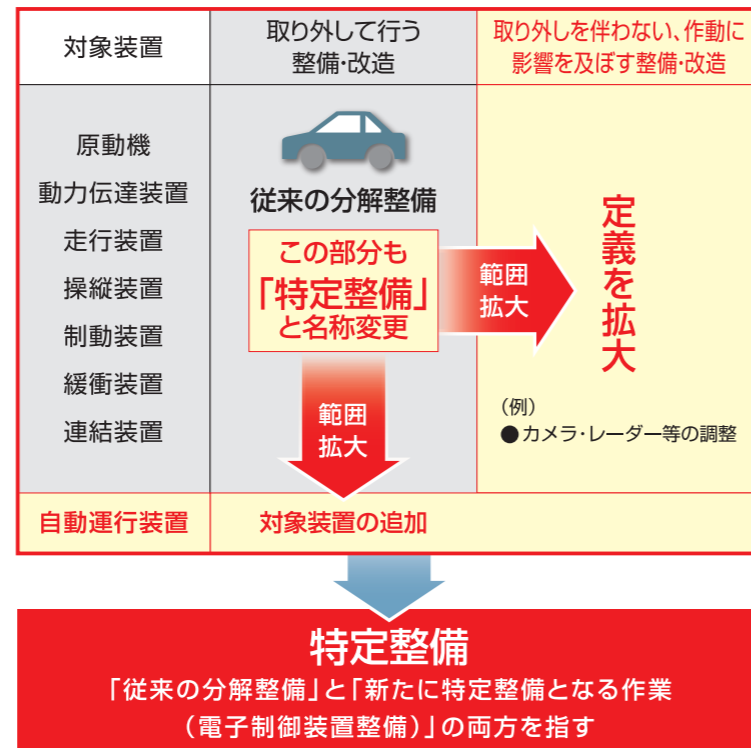 対象装置
取り外して行う
整備・改造
取り外しを伴わない、作動に
影響を及ぼす整備・改造
原動機
動力伝達装置
走行装置
操縦装置
制動装置
緩衝装置
連結装置
従来の分解整備
この部分も
「特定整備」
と名称変更
範囲
拡大
範囲
拡大
定義を拡大
(例)
●カメラ・レーダー等の調整
自動運行装置
対象装置の追加
特定整備
「従来の分解整備」と「新たに特定整備となる作業
(電子制御装置整備)」の両方を指す